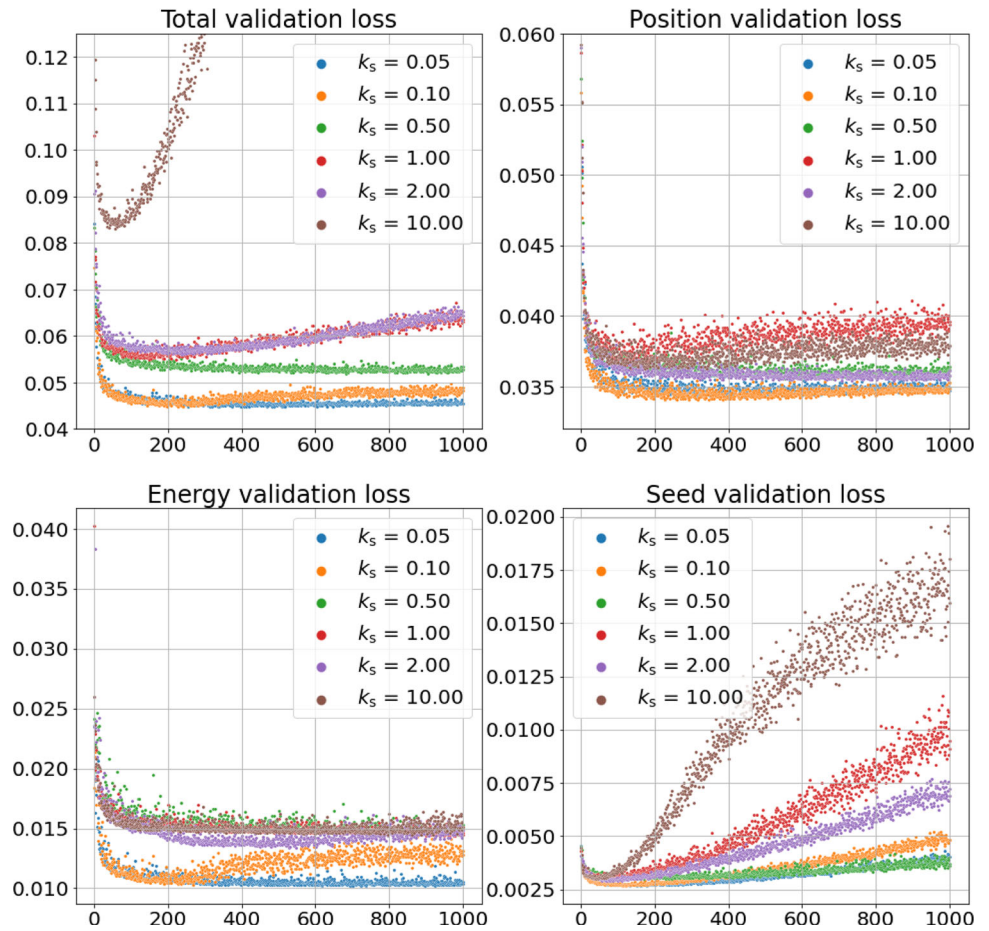 Total validation loss
0.12
0.11
0.10
0.09
0.08
0.07
0.06
0.05
0.04
0 200 400 600 800 1000
kₛ = 0.05
kₛ = 0.10
kₛ = 0.50
kₛ = 1.00
kₛ = 2.00
kₛ = 10.00
Position validation loss
0.060
0.055
0.050
0.045
0.040
0.035
0 200 400 600 800 1000
kₛ = 0.05
kₛ = 0.10
kₛ = 0.50
kₛ = 1.00
kₛ = 2.00
kₛ = 10.00
Energy validation loss
0.040
0.035
0.030
0.025
0.020
0.015
0.010
0 200 400 600 800 1000
kₛ = 0.05
kₛ = 0.10
kₛ = 0.50
kₛ = 1.00
kₛ = 2.00
kₛ = 10.00
Seed validation loss
0.0200
0.0175
0.0150
0.0125
0.0100
0.0075
0.0050
0.0025
0 200 400 600 800 1000
kₛ = 0.05
kₛ = 0.10
kₛ = 0.50
kₛ = 1.00
kₛ = 2.00
kₛ = 10.00